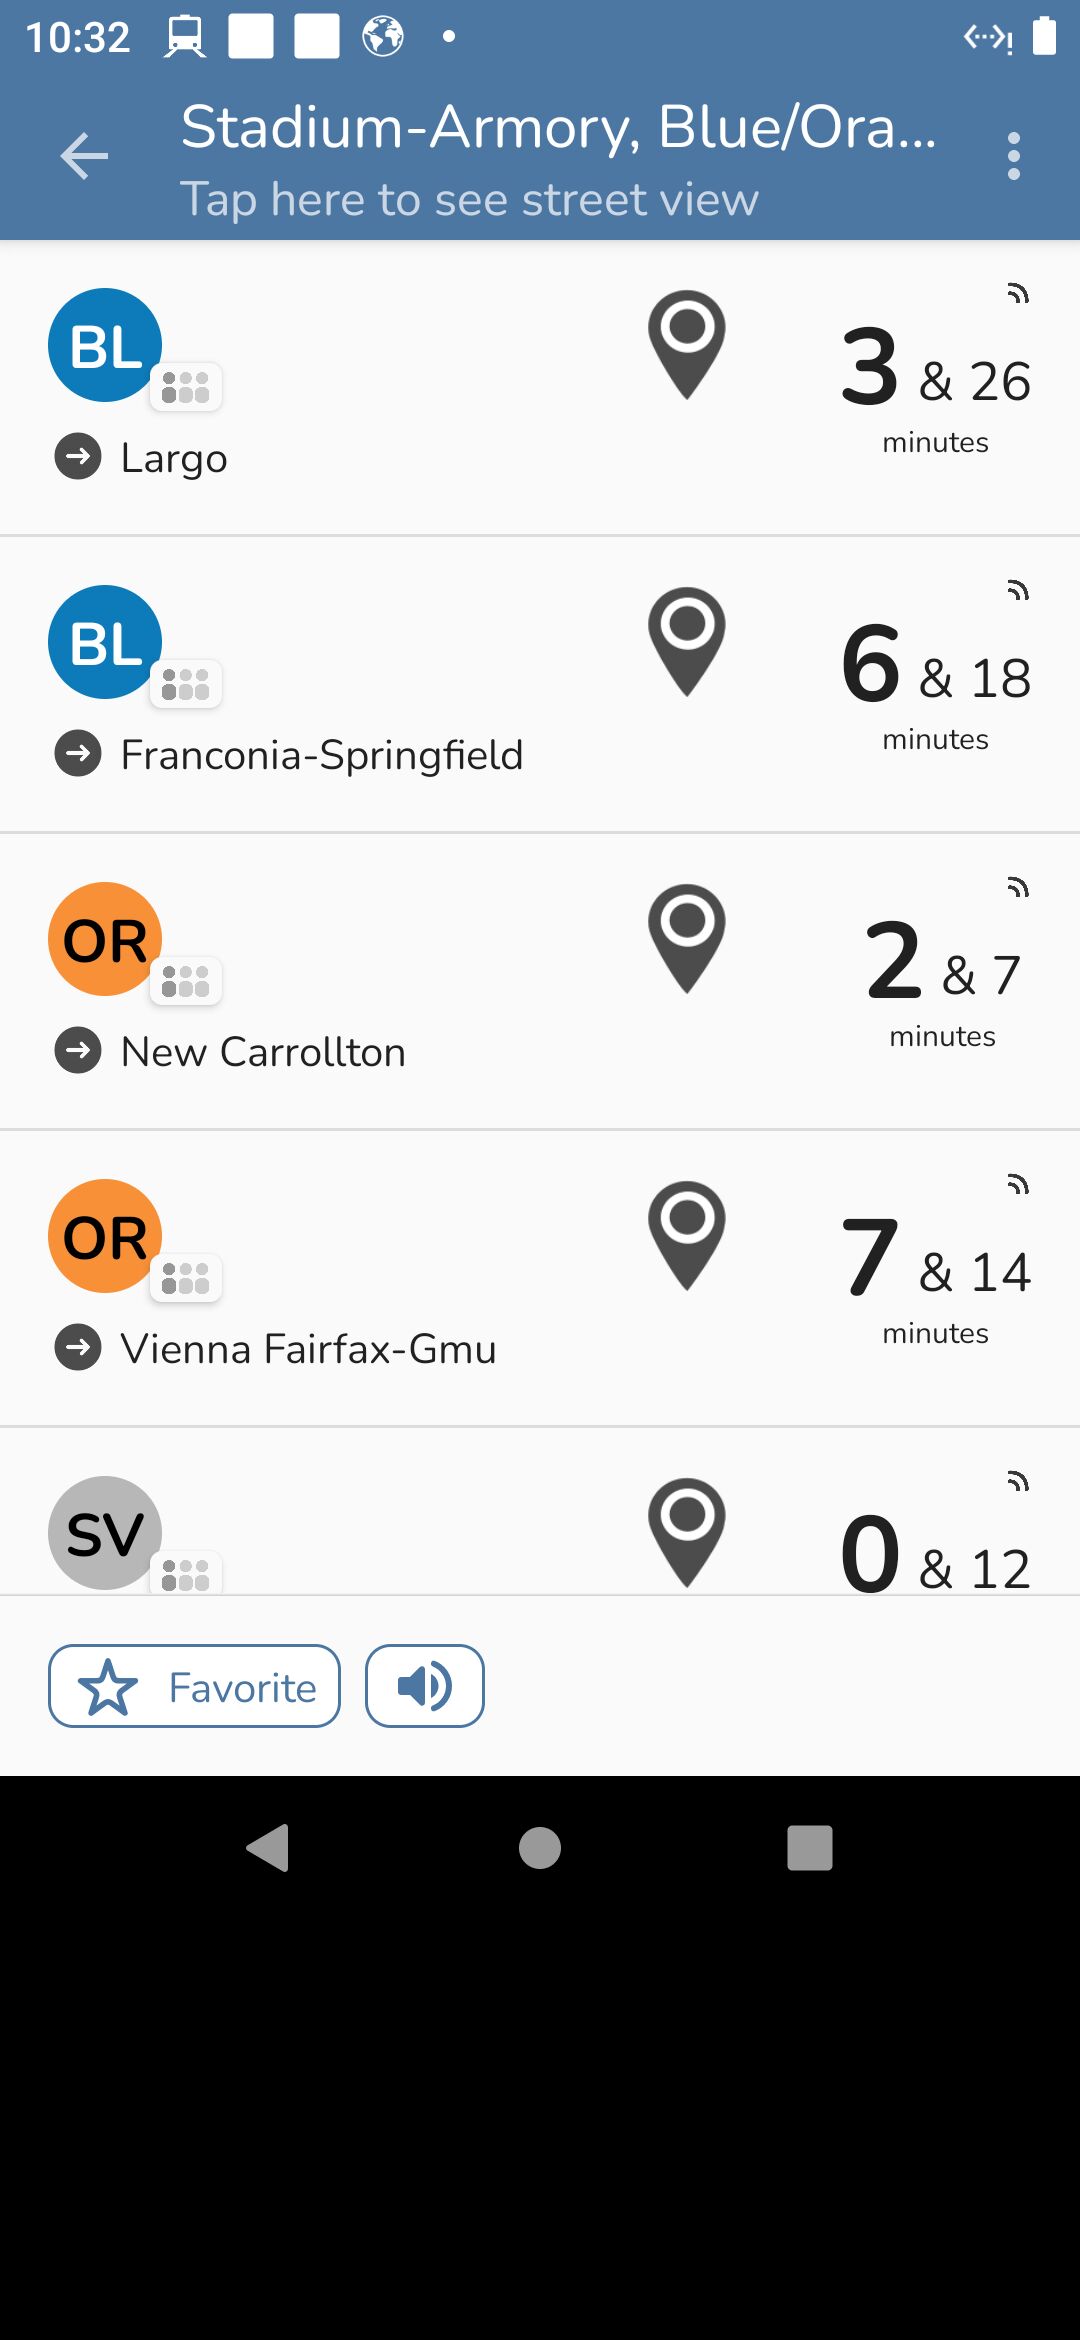 10:32
Stadium-Armory, Blue/Ora...
Tap here to see street view
BL
3 & 26
minutes
Largo
BL
6 & 18
minutes
Franconia-Springfield
OR
2 & 7
minutes
New Carrollton
OR
7 & 14
minutes
Vienna Fairfax-Gmu
SV
0 & 12
Favorite